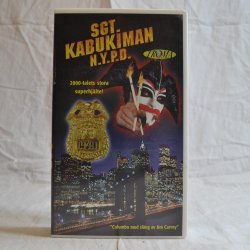 SGT.
KABUKIMAN
N.Y.P.D.
TROMA
2000-talets stora
superhjälte!
"Columbo med släng av Jim Carrey"